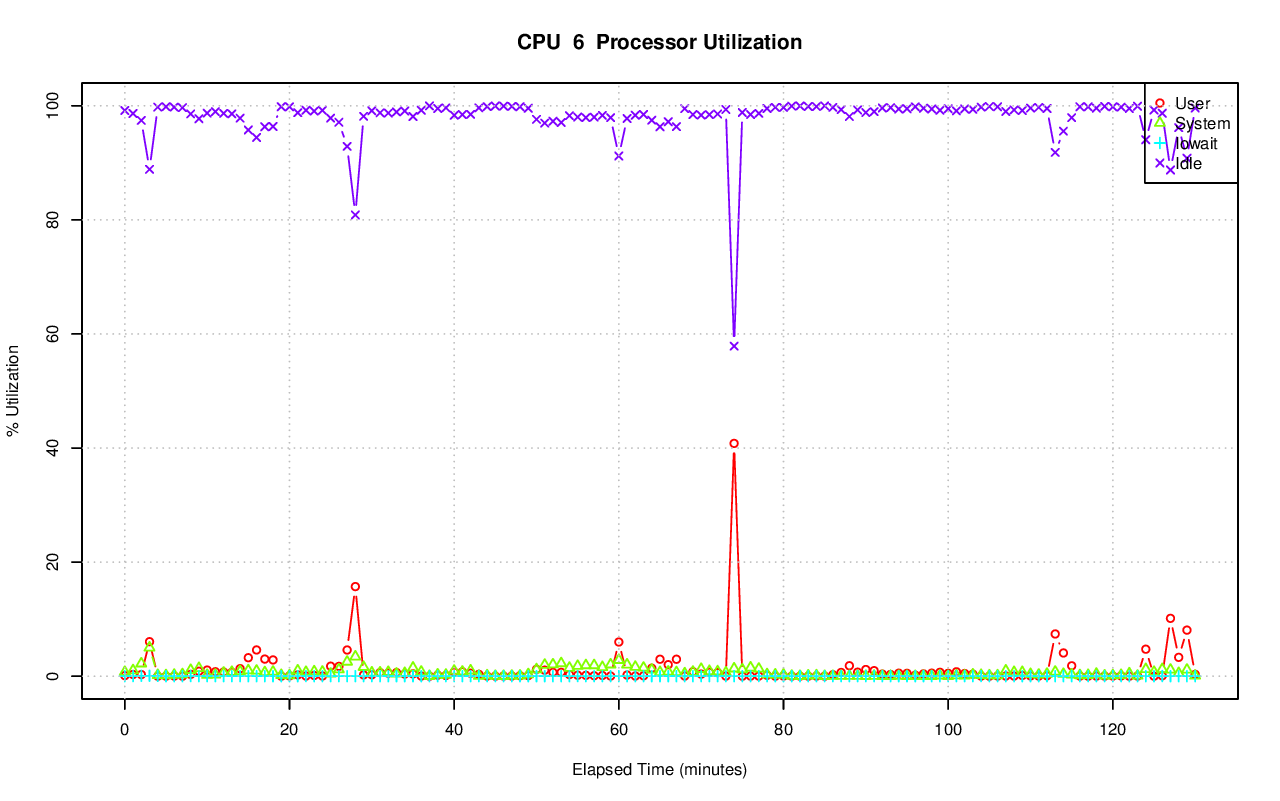 CPU 6 Processor Utilization
% Utilization
100
80
60
40
20
0
User
System
IOwait
Idle
0 20 40 60 80 100 120
Elapsed Time (minutes)